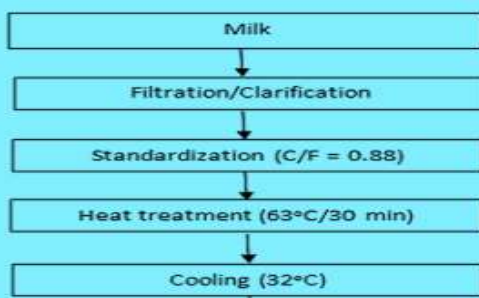 Milk
Filtration/Clarification
Standardization (C/F = 0.88)
Heat treatment (63°C/30 min)
Cooling (32°C)